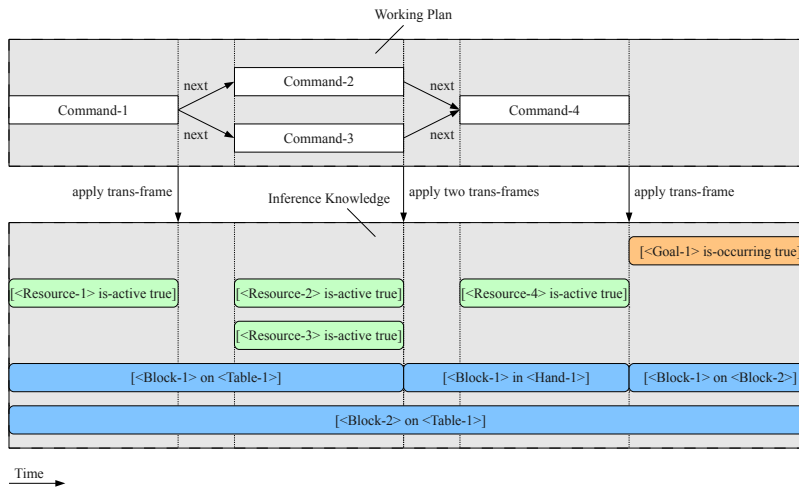 Working Plan
next
Command-2
Command-1
Command-4
next
Command-3
next
next
apply trans-frame
apply two trans-frames
apply trans-frame
Inference Knowledge
[<Goal-1> is-occurring true]
[<Resource-1> is-active true]
[<Resource-2> is-active true]
[<Resource-4> is-active true]
[<Resource-3> is-active true]
[<Block-1> on <Table-1>]
[<Block-1> in <Hand-1>]
[<Block-1> on <Block-2>]
[<Block-2> on <Table-1>]
Time